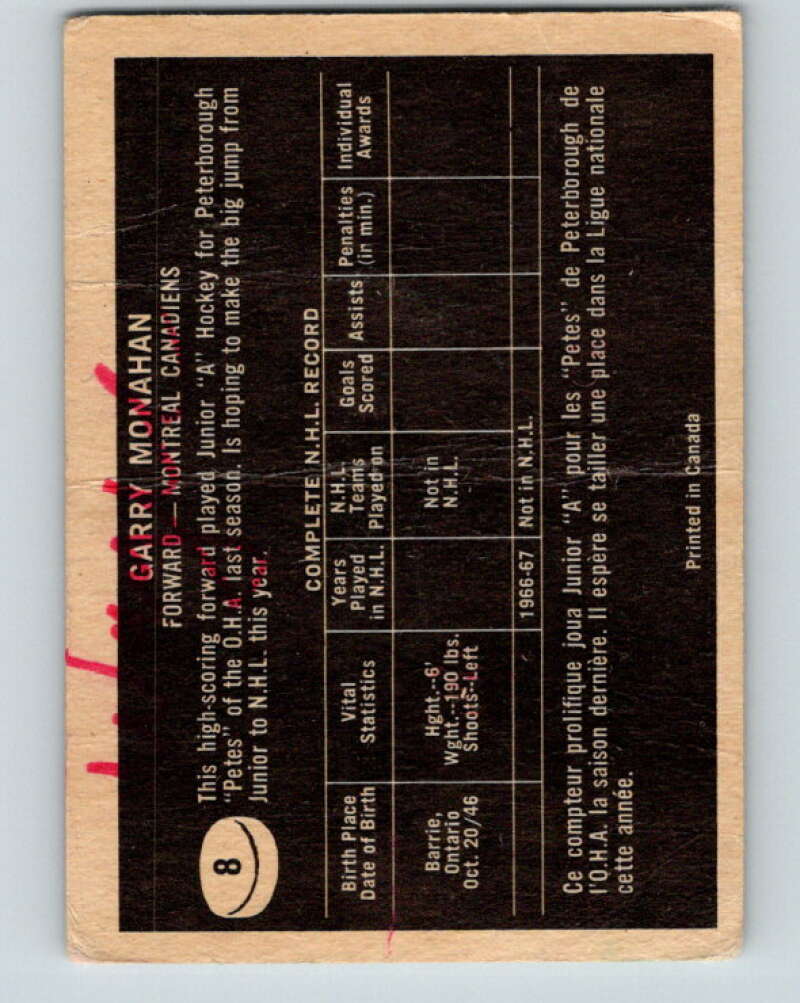 GARRY MONAHAN
FORWARD — MONTREAL CANADIENS
8
This high-scoring forward played Junior "A" Hockey for Peterborough
"Petes" of the O.H.A. last season. Is hoping to make the big jump from
Junior to N.H.L. this year.
COMPLETE N.H.L. RECORD
Birth Place
Date of Birth
Vital
Statistics
Years
Played
in N.H.L.
N.H.L.
Teams
Played on
Goals
Scored
Assists
Penalties
(in min.)
Individual
Awards
Barrie,
Ontario
Oct. 20/46
Hght.--6'
Wght.--190 lbs.
Shoots--Left
Not in
N.H.L.
1966-67 Not in N.H.L.
Ce compteur prolifique joua Junior "A" pour les "Petes" de Peterborough de
l'O.H.A. la saison dernière. Il espère se tailler une place dans la Ligue nationale
cette année.
Printed in Canada